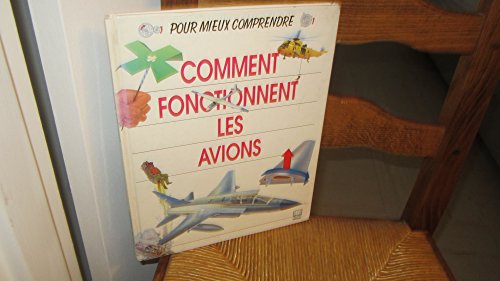 POUR MIEUX COMPRENDRE
COMMENT
FONCTIONNENT
LES
AVIONS